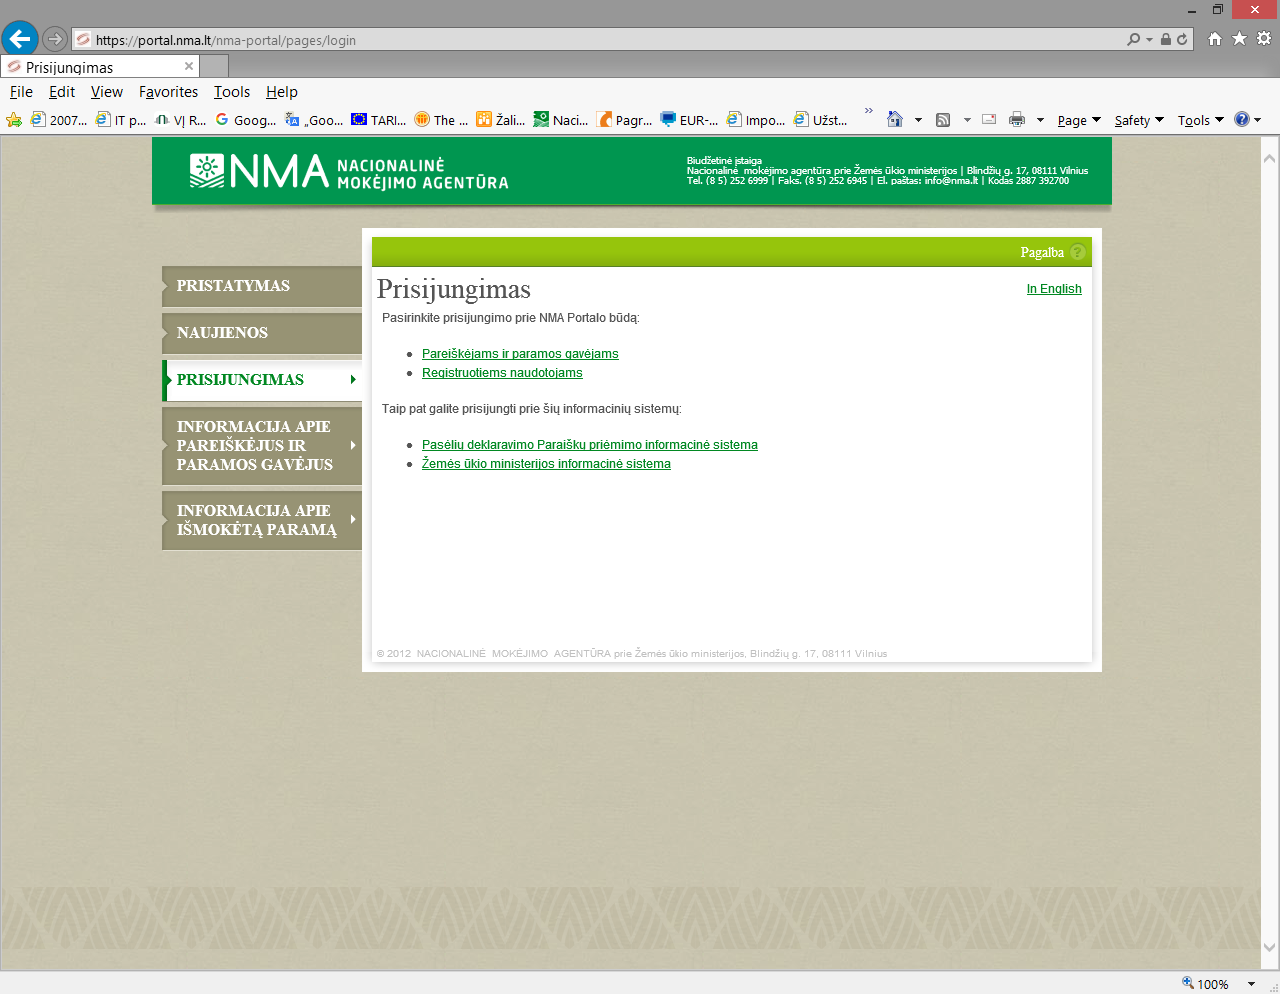 https://portal.nma.lt/nma-portal/pages/login
Prisijungimas
File Edit View Favorites Tools Help
2007... IT p... VĮ R... Goog... „Goo... TARI... The ... Žali... Naci... Pagr... EUR-... Impo... Užst... » Page Safety Tools
NMA NACIONALINĖ
MOKĖJIMO AGENTŪRA
Biudžetinė įstaiga
Nacionalinė mokėjimo agentūra prie Žemės ūkio ministerijos | Blindžių g. 17, 08111 Vilnius
Tel. (8 5) 252 6999 | Faks. (8 5) 252 6945 | El. paštas: info@nma.lt | Kodas 2887 392700
PRISTATYMAS
NAUJIENOS
PRISIJUNGIMAS
INFORMACIJA APIE
PAREIŠKĖJUS IR
PARAMOS GAVĖJUS
INFORMACIJA APIE
IŠMOKĖTĄ PARAMĄ
Pagalba ?
Prisijungimas
In English
Pasirinkite prisijungimo prie NMA Portalo būdą:
Pareiškėjams ir paramos gavėjams
Registruotiems naudotojams
Taip pat galite prisijungti prie šių informacinių sistemų:
Pasėlių deklaravimo Paraiškų priėmimo informacinė sistema
Žemės ūkio ministerijos informacinė sistema
© 2012 NACIONALINĖ MOKĖJIMO AGENTŪRA prie Žemės ūkio ministerijos, Blindžių g. 17, 08111 Vilnius
100%